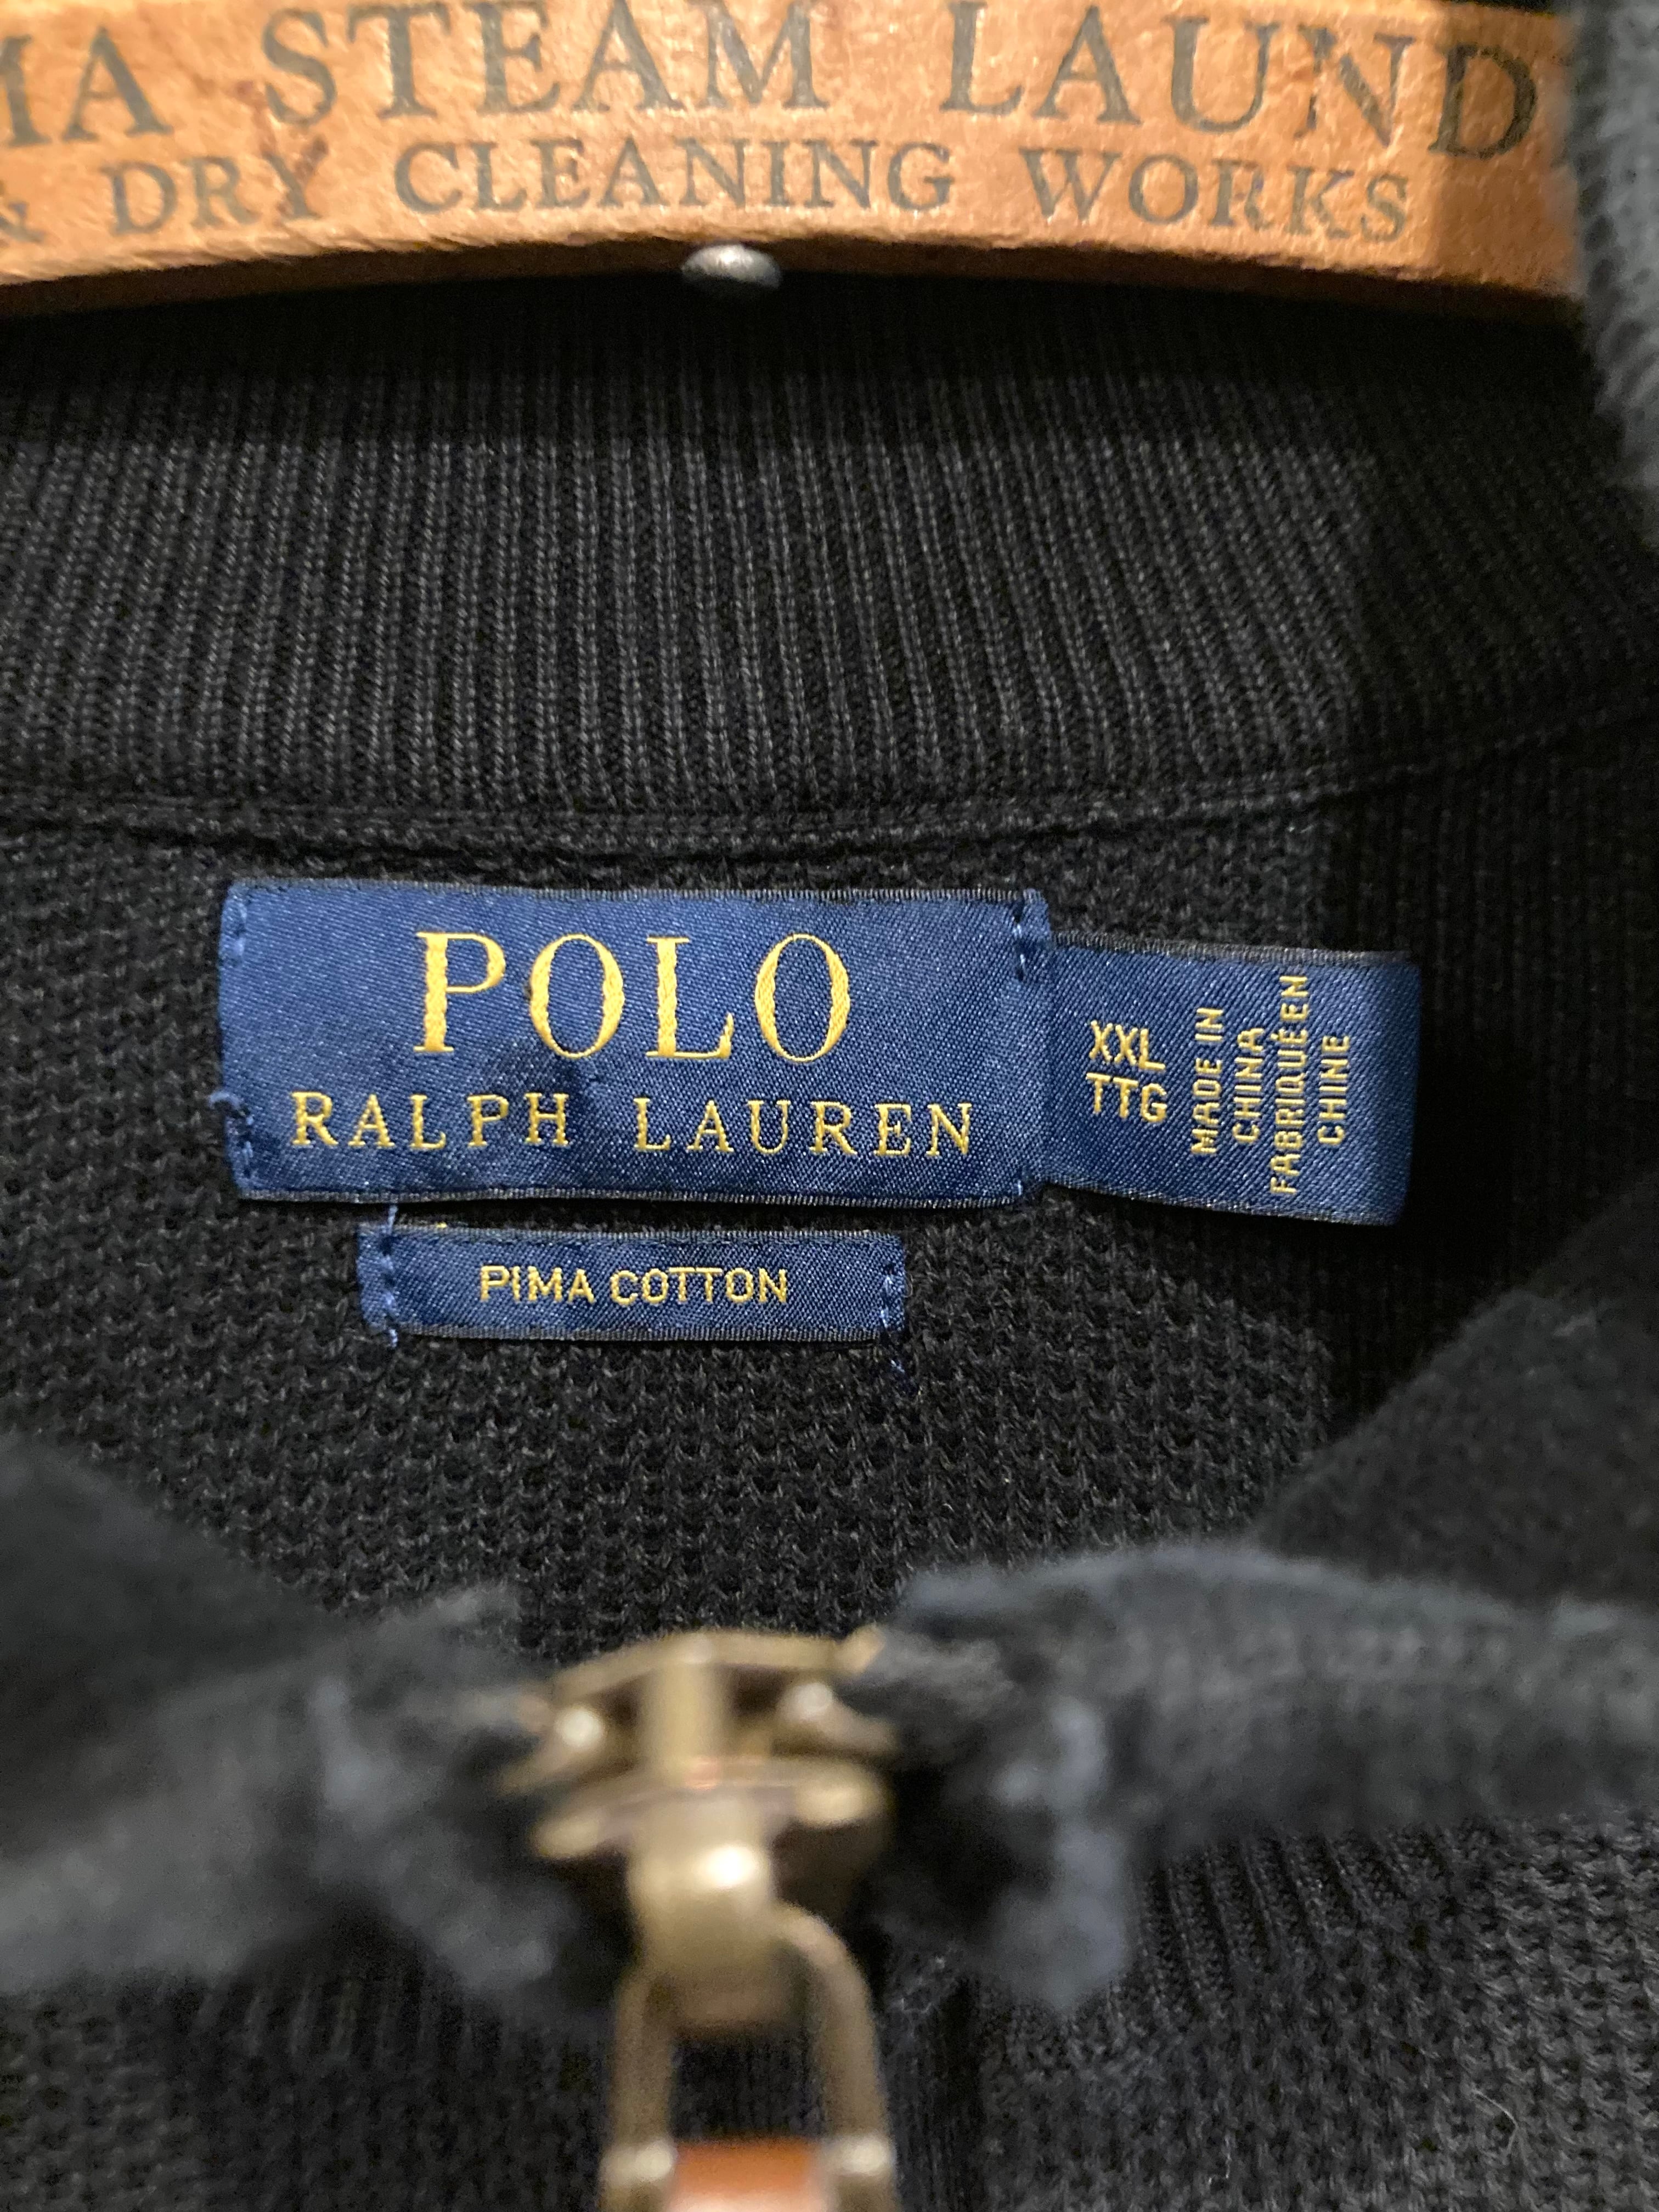 MA STEAM LAUND
& DRY CLEANING WORKS
POLO
RALPH LAUREN
XXL
TTG
MADE IN
CHINA
FABRIQUÉ EN
CHINE
PIMA COTTON